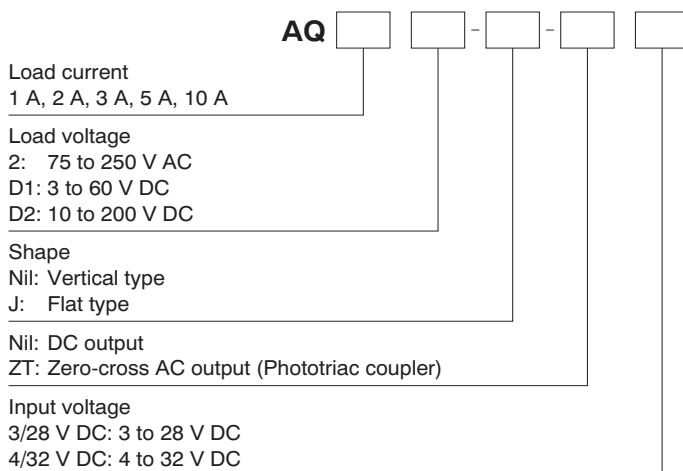 AQ - -
Load current
1 A, 2 A, 3 A, 5 A, 10 A
Load voltage
2: 75 to 250 V AC
D1: 3 to 60 V DC
D2: 10 to 200 V DC
Shape
Nil: Vertical type
J: Flat type
Nil: DC output
ZT: Zero-cross AC output (Phototriac coupler)
Input voltage
3/28 V DC: 3 to 28 V DC
4/32 V DC: 4 to 32 V DC